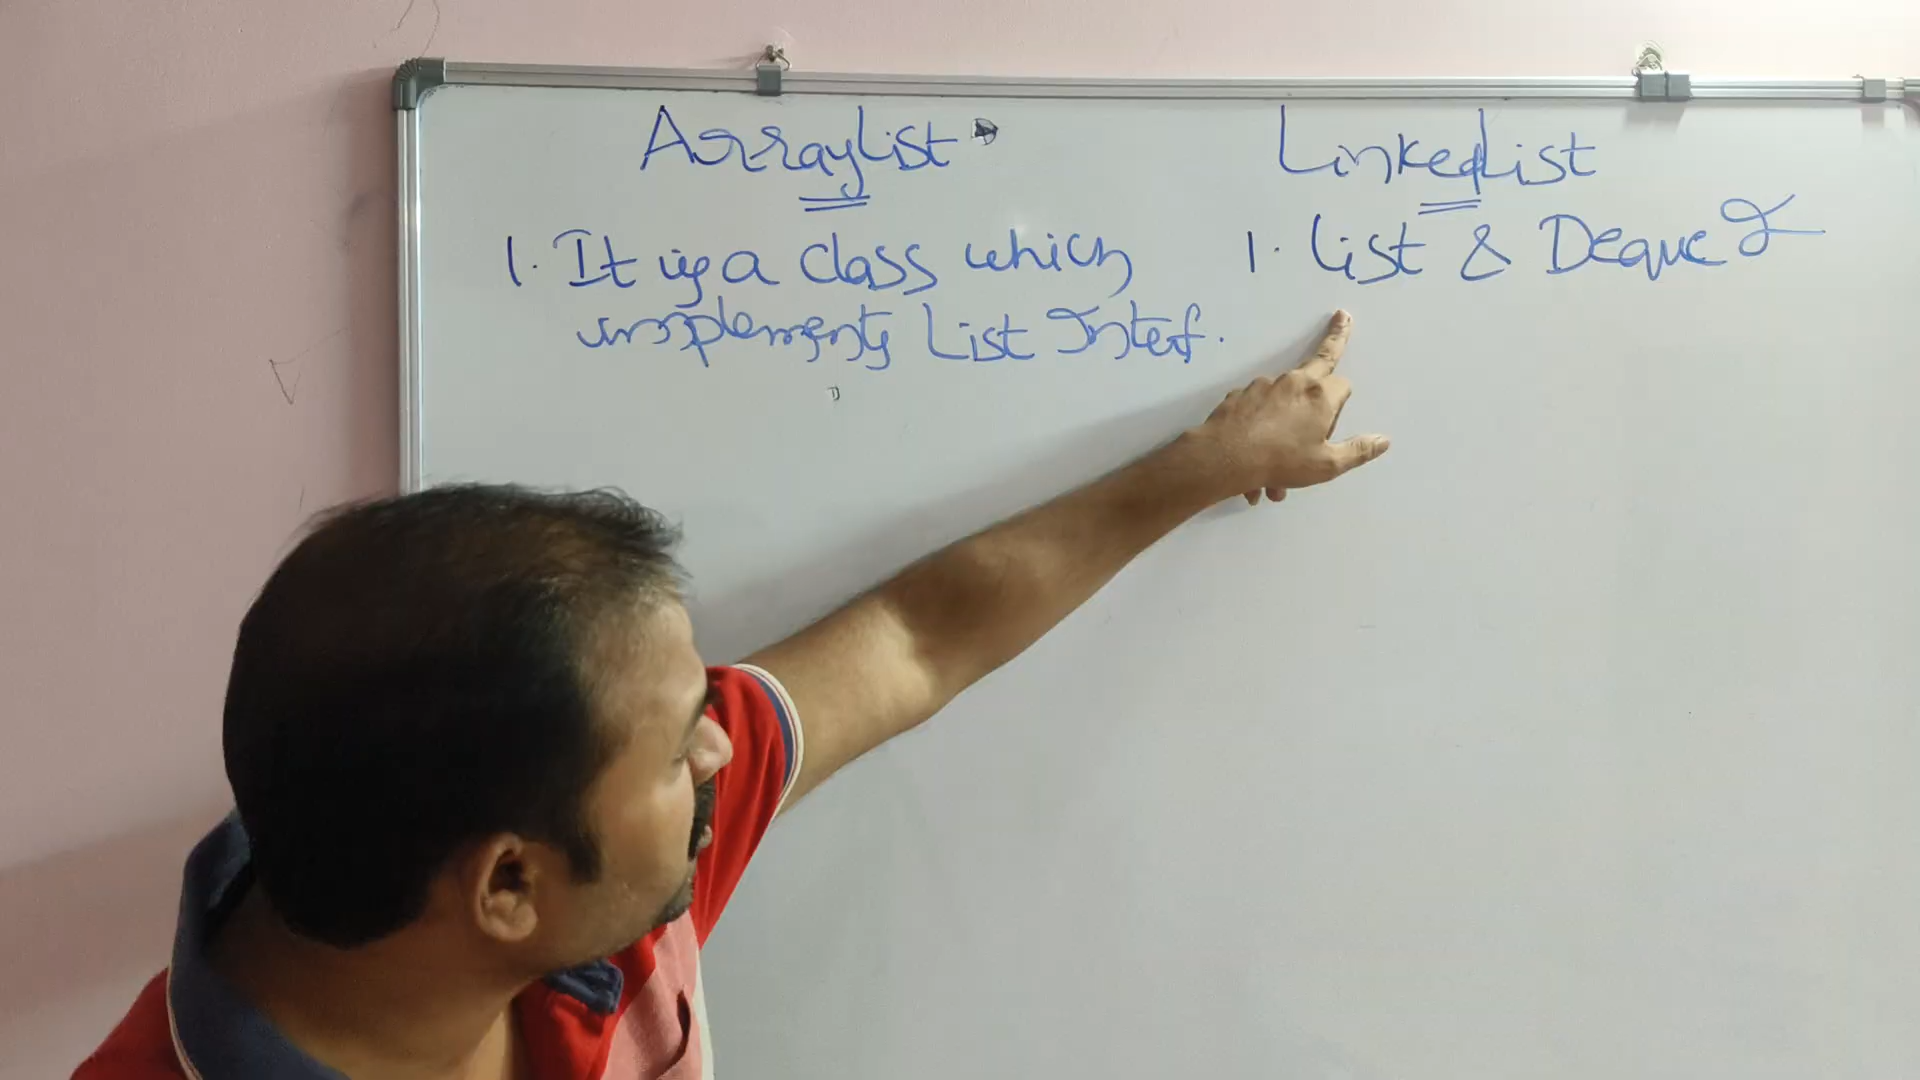 ArrayList
LinkedList
1. It is a class which
implements List Interf.
1. List & Deque I